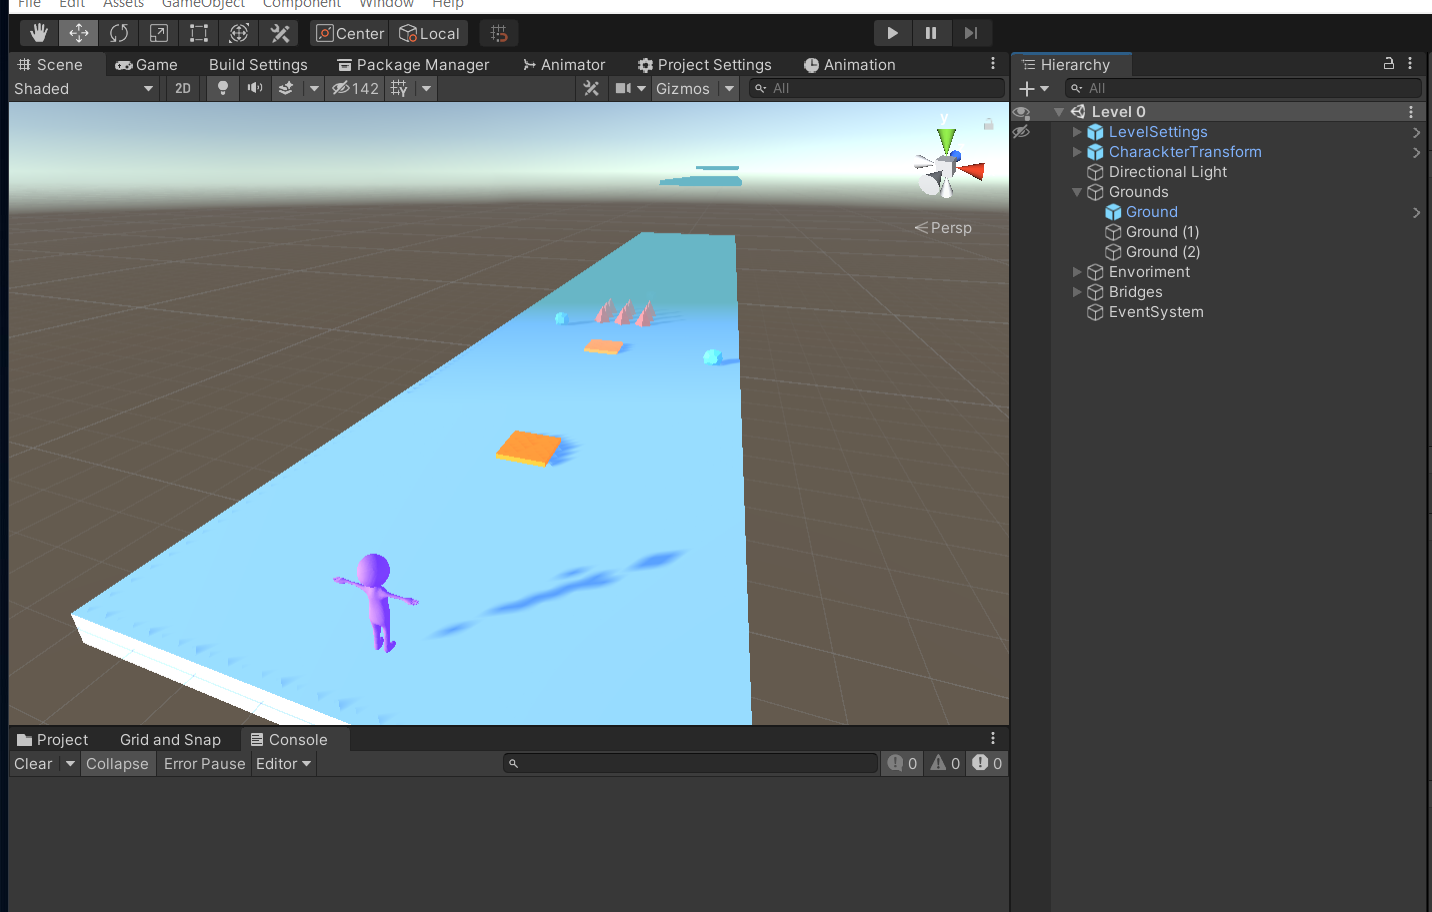 File Edit Assets GameObject Component Window Help
Center Local
Scene Game Build Settings Package Manager Animator Project Settings Animation
Shaded 2D 142 Gizmos All
y
Persp
Hierarchy
All
Level 0
LevelSettings
CharackterTransform
Directional Light
Grounds
Ground
Ground (1)
Ground (2)
Envoriment
Bridges
EventSystem
Project Grid and Snap Console
Clear Collapse Error Pause Editor 0 0 0